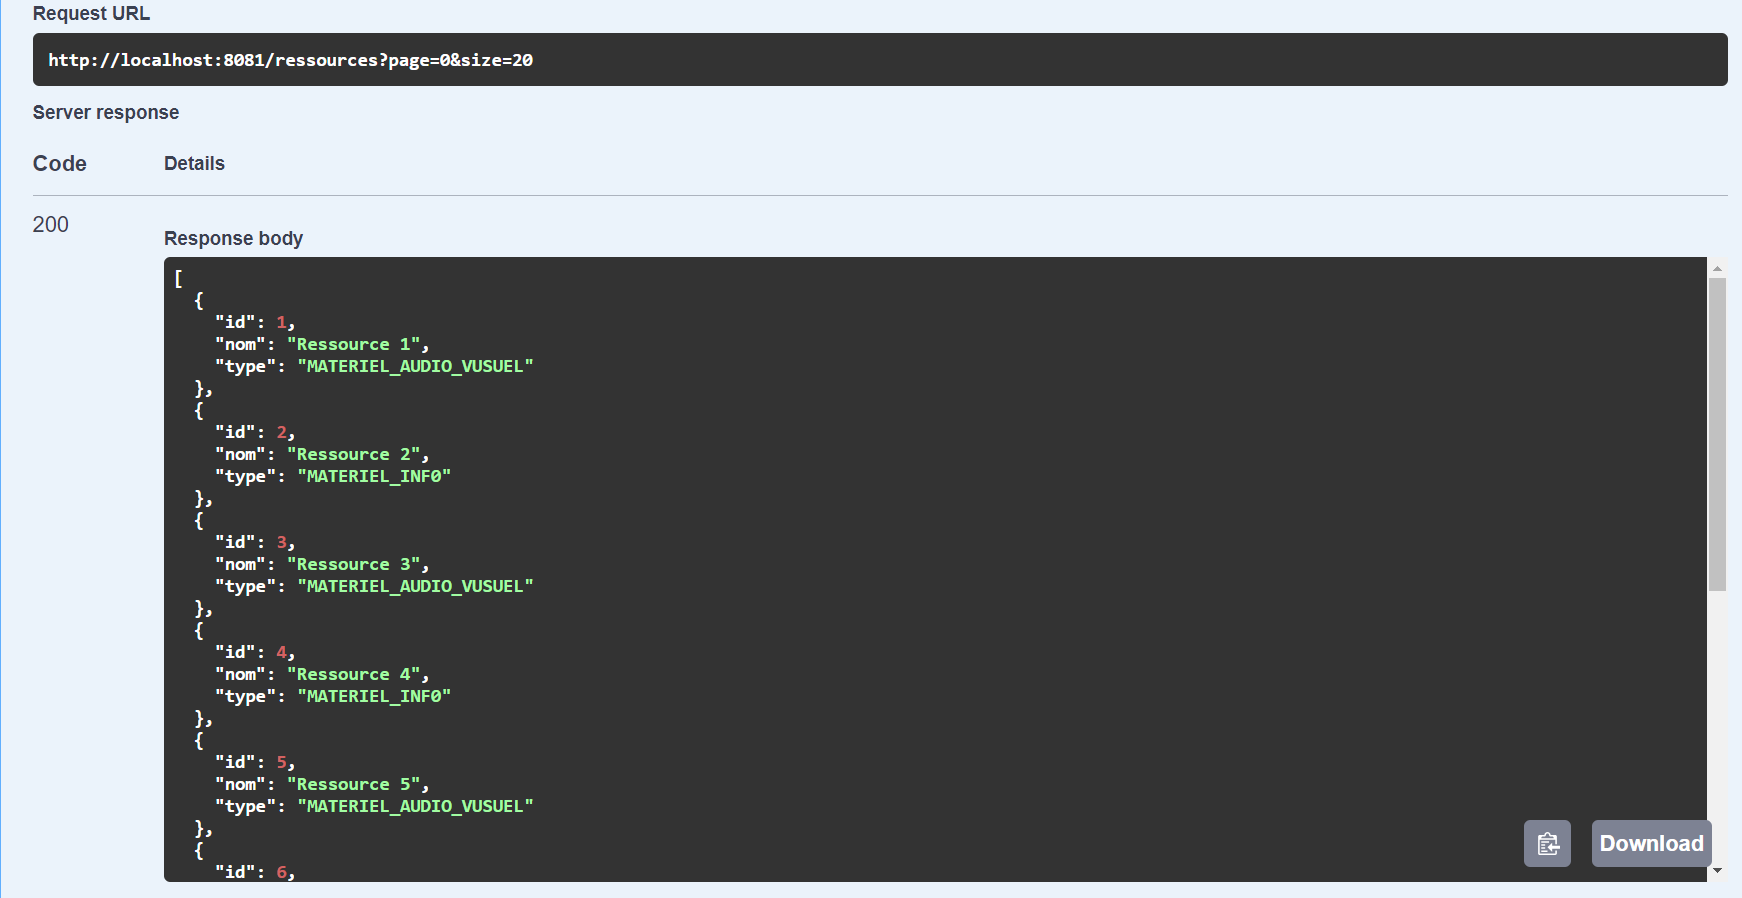 Request URL
http://localhost:8081/ressources?page=0&size=20
Server response
Code Details
200
Response body
[
  {
    "id": 1,
    "nom": "Ressource 1",
    "type": "MATERIEL_AUDIO_VUSUEL"
  },
  {
    "id": 2,
    "nom": "Ressource 2",
    "type": "MATERIEL_INF0"
  },
  {
    "id": 3,
    "nom": "Ressource 3",
    "type": "MATERIEL_AUDIO_VUSUEL"
  },
  {
    "id": 4,
    "nom": "Ressource 4",
    "type": "MATERIEL_INF0"
  },
  {
    "id": 5,
    "nom": "Ressource 5",
    "type": "MATERIEL_AUDIO_VUSUEL"
  },
  {
    "id": 6,
Download